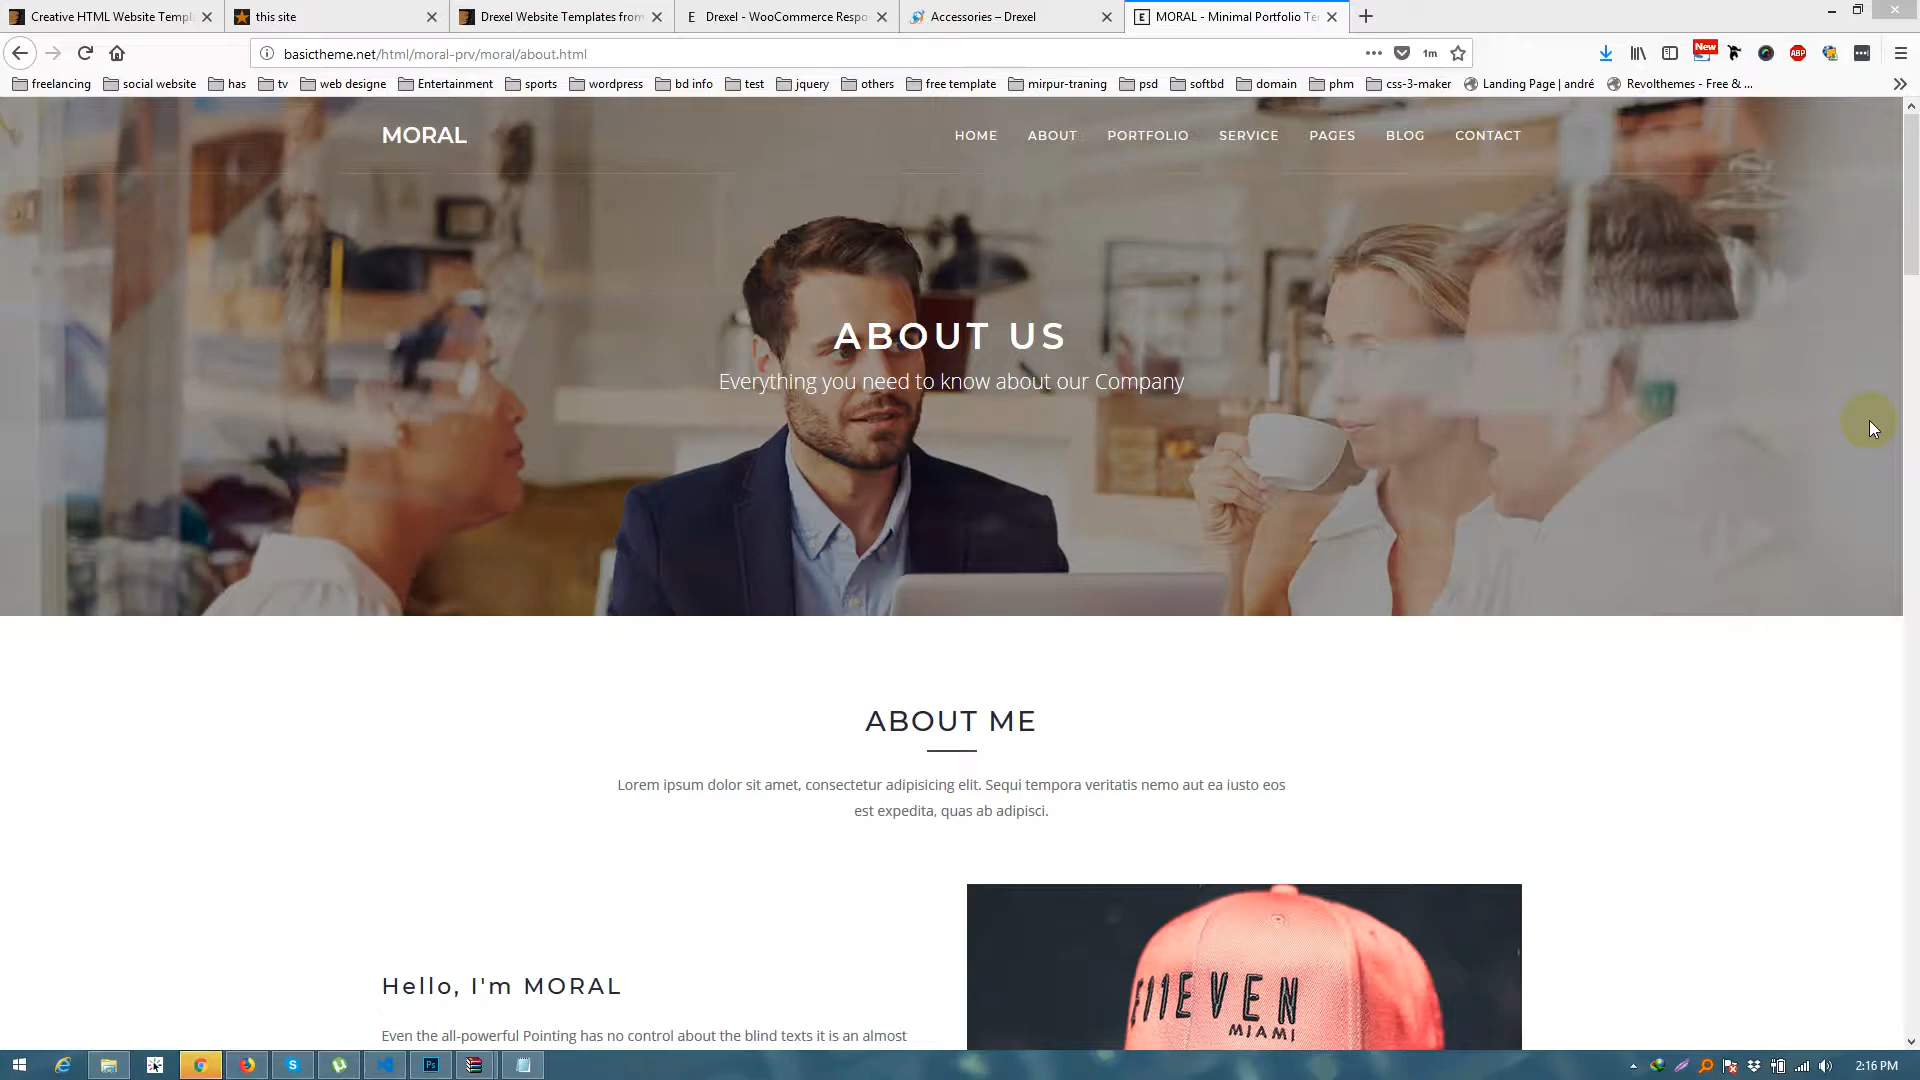 Creative HTML Website Templ
this site
Drexel Website Templates from
E Drexel - WooCommerce Respo
Accessories – Drexel
E MORAL - Minimal Portfolio Te
basictheme.net/html/moral-prv/moral/about.html
1m
New
ABP
freelancing
social website
has
tv
web designe
Entertainment
sports
wordpress
bd info
test
jquery
others
free template
mirpur-traning
psd
softbd
domain
phm
css-3-maker
Landing Page | andré
Revolthemes - Free & ...
MORAL
HOME ABOUT PORTFOLIO SERVICE PAGES BLOG CONTACT
ABOUT US
Everything you need to know about our Company
ABOUT ME
Lorem ipsum dolor sit amet, consectetur adipisicing elit. Sequi tempora veritatis nemo aut ea iusto eos
est expedita, quas ab adipisci.
Hello, I'm MORAL
Even the all-powerful Pointing has no control about the blind texts it is an almost
E11EVEN
MIAMI
Ps
2:16 PM